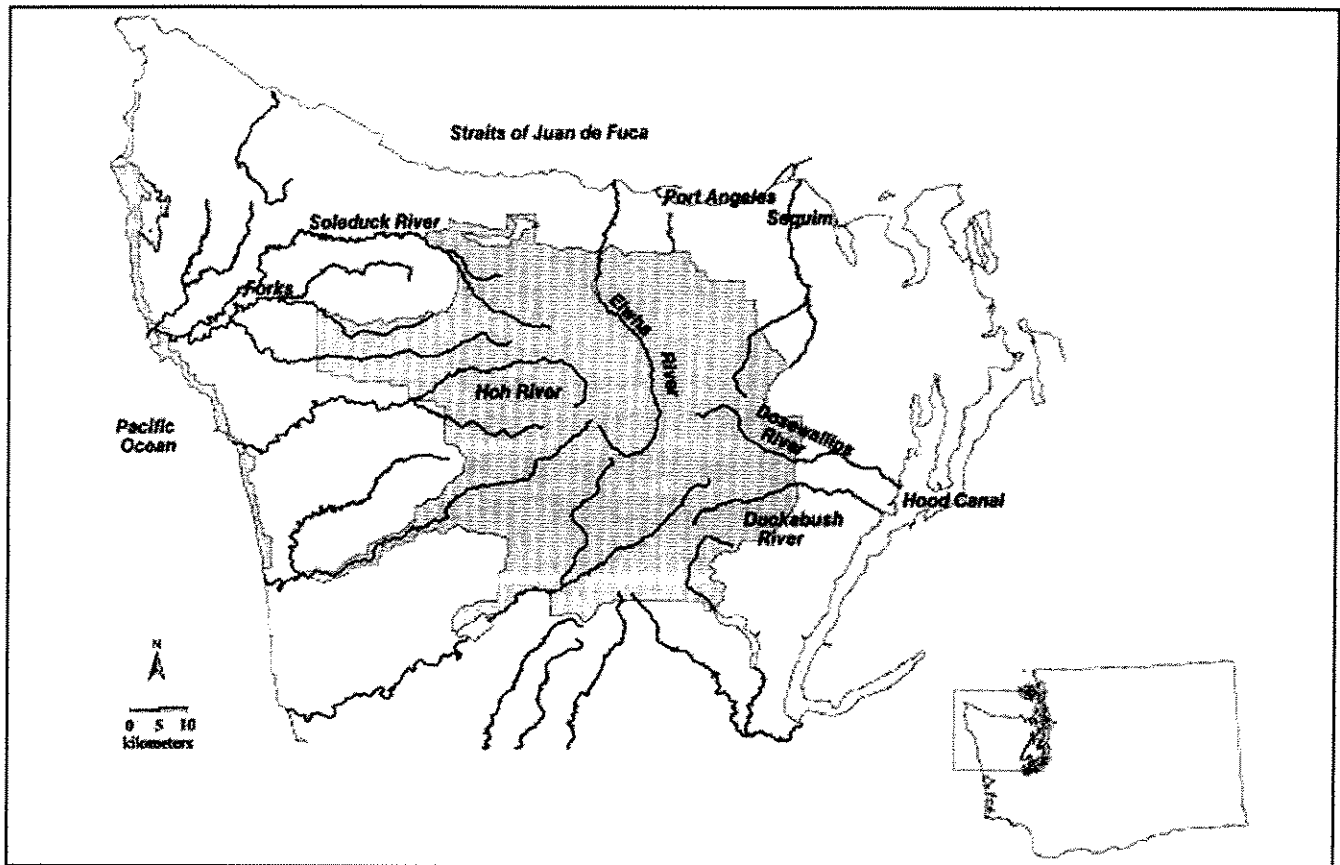 Straits of Juan de Fuca
Port Angeles
Sequim
Soleduck River
Forks
Elwha
River
Hoh River
Dosewallips
River
Pacific
Ocean
Hood Canal
Duckabush
River
N
0 5 10
kilometers